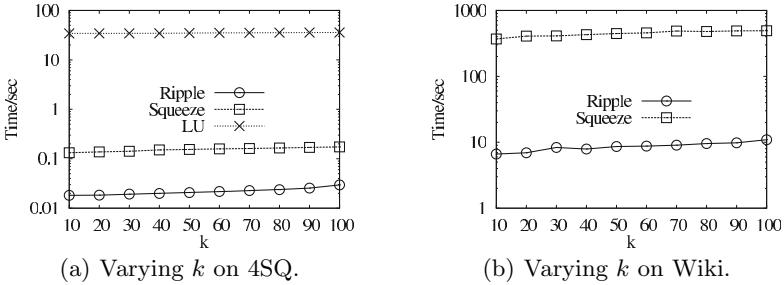 100
10
1
0.1
0.01
Time/sec
Ripple
Squeeze
LU
10 20 30 40 50 60 70 80 90 100
k
(a) Varying k on 4SQ.
1000
100
10
1
Time/sec
Ripple
Squeeze
10 20 30 40 50 60 70 80 90 100
k
(b) Varying k on Wiki.